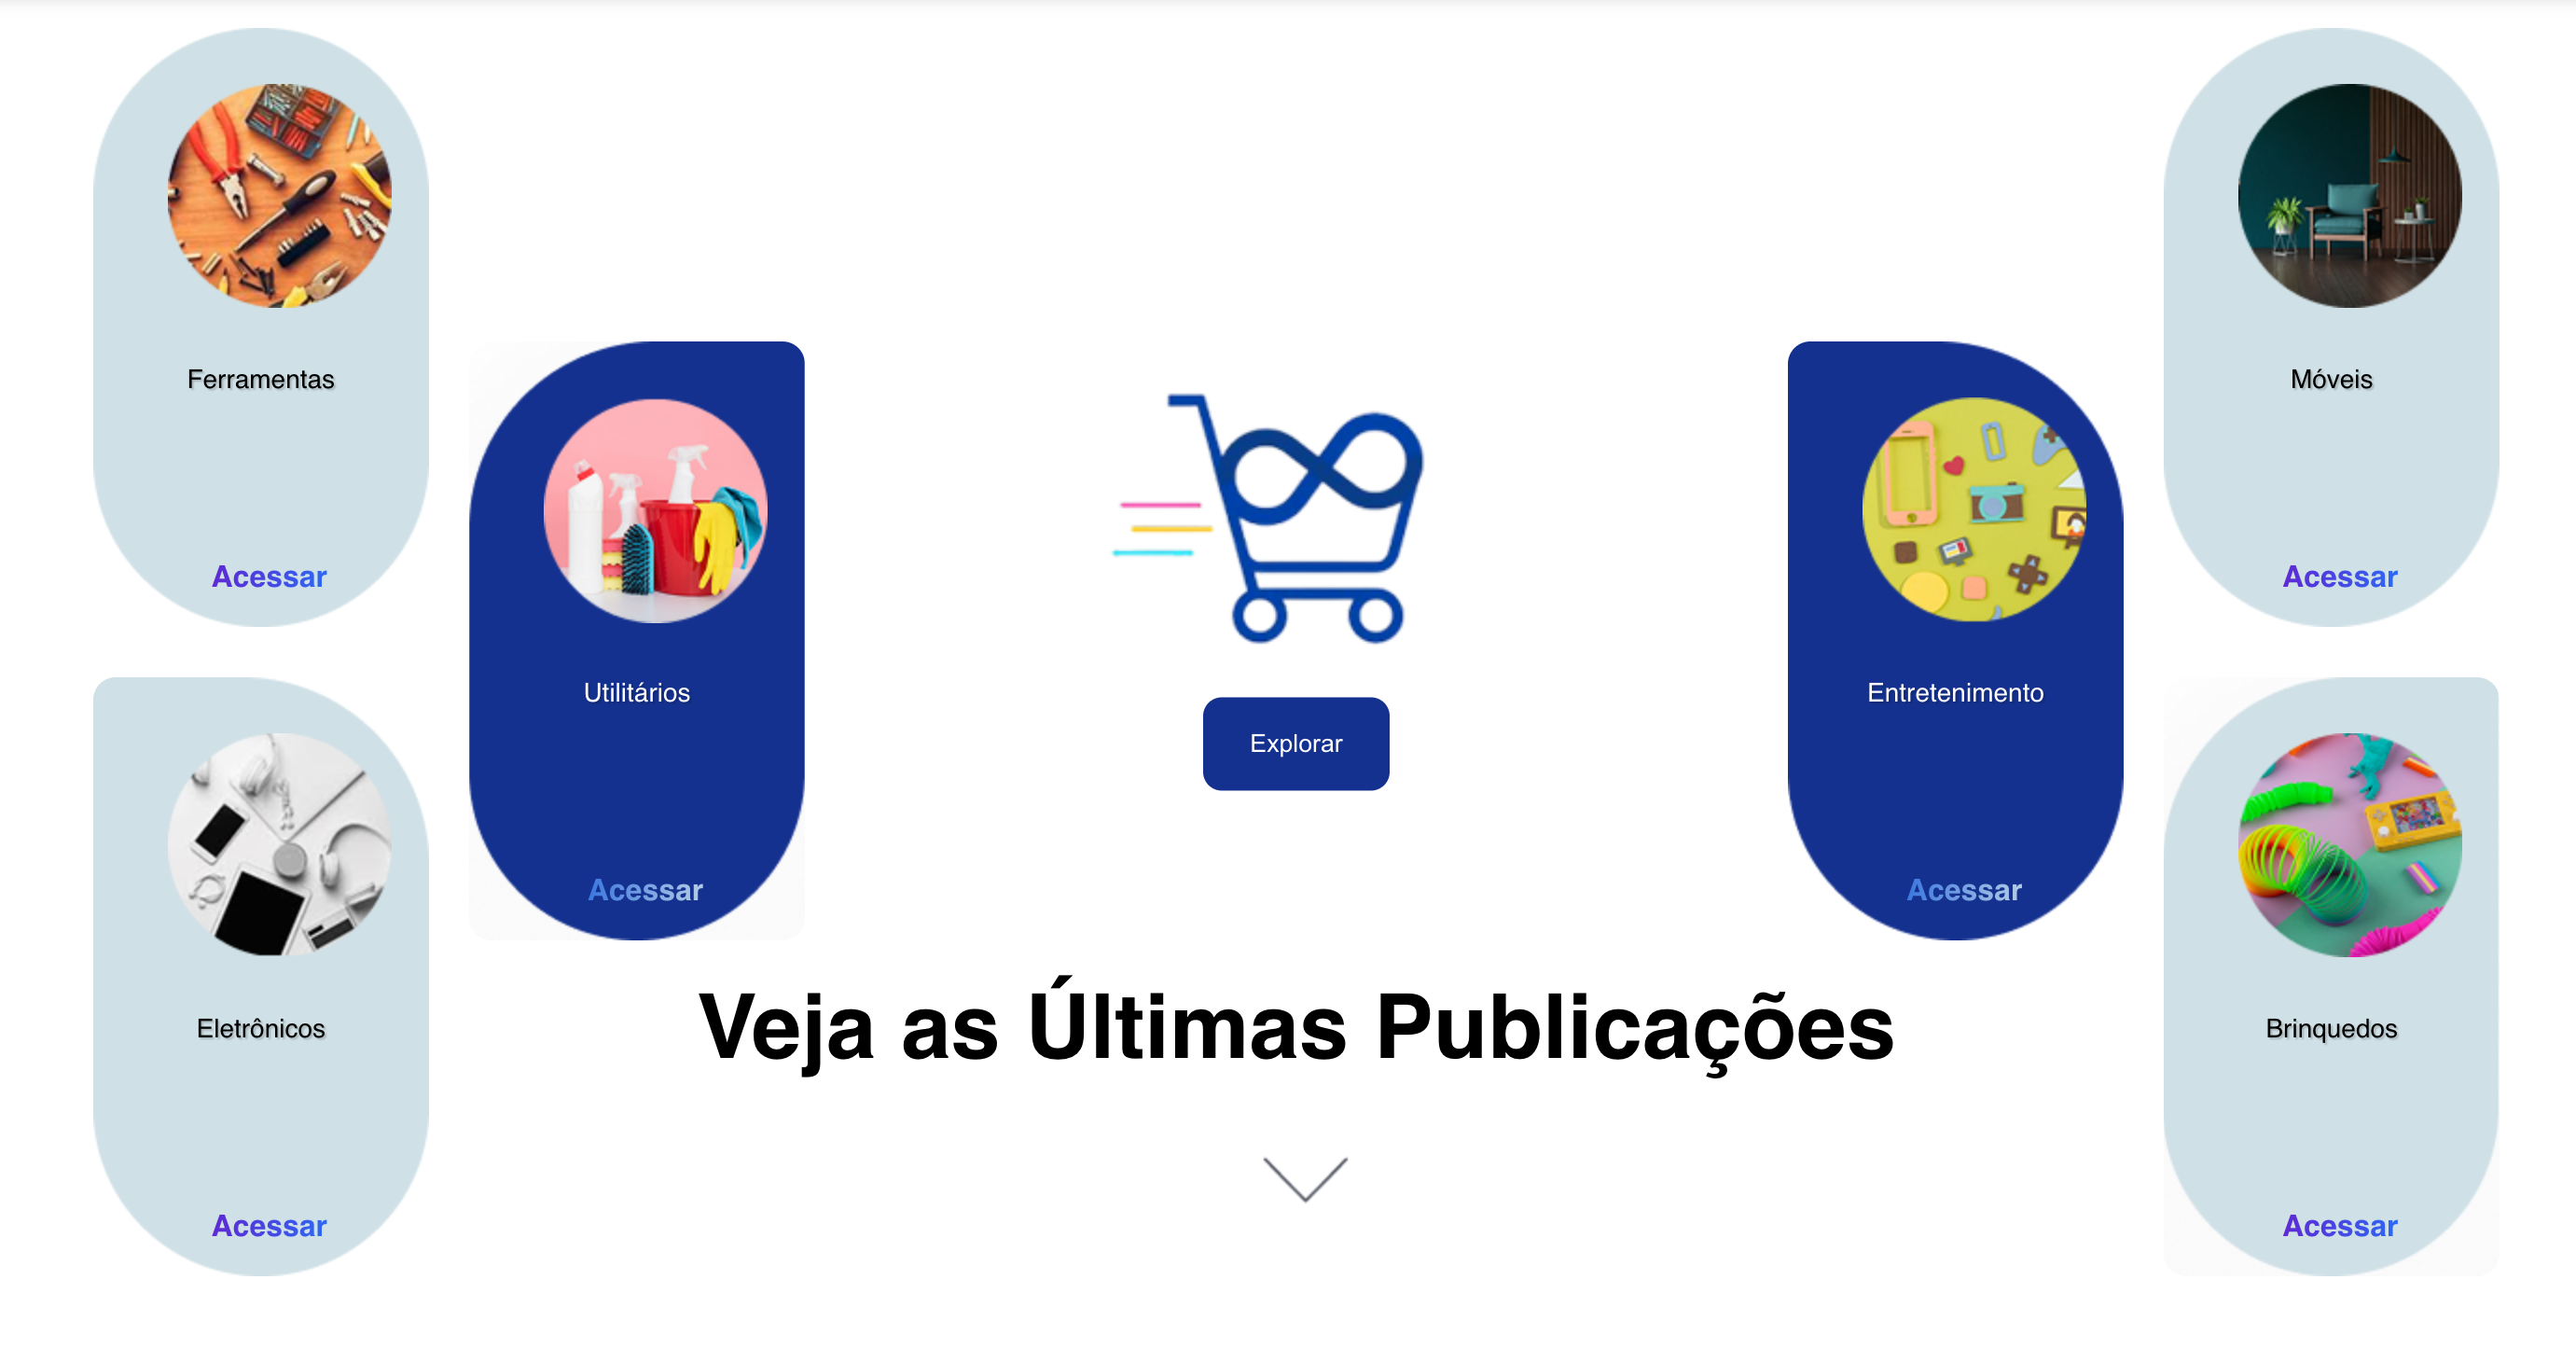 Ferramentas
Acessar
Móveis
Acessar
Utilitários
Acessar
Explorar
Entretenimento
Acessar
Eletrônicos
Acessar
Brinquedos
Acessar
Veja as Últimas Publicações